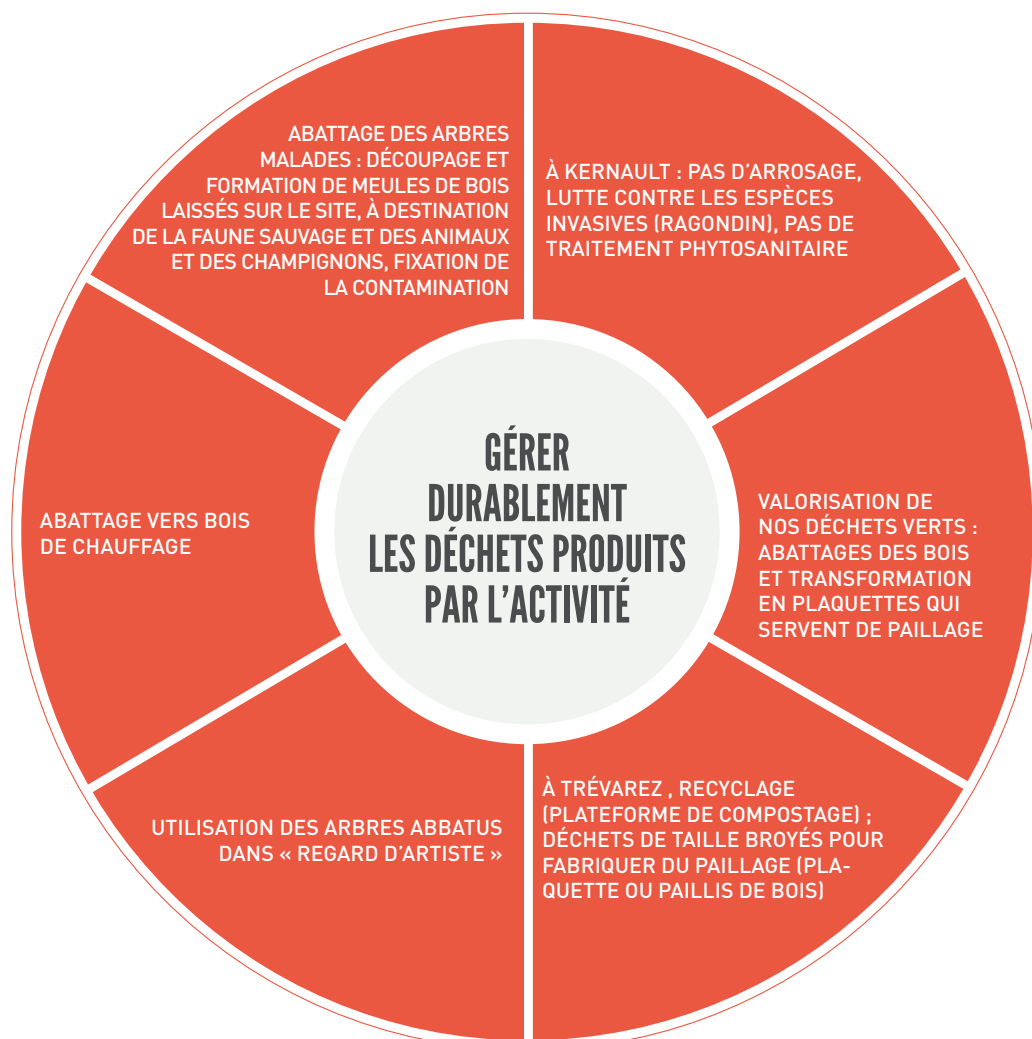 ABATTAGE DES ARBRES
MALADES : DÉCOUPAGE ET
FORMATION DE MEULES DE BOIS
LAISSÉS SUR LE SITE, À DESTINATION
DE LA FAUNE SAUVAGE ET DES ANIMAUX
ET DES CHAMPIGNONS, FIXATION DE
LA CONTAMINATION
À KERNAULT : PAS D'ARROSAGE,
LUTTE CONTRE LES ESPÈCES
INVASIVES (RAGONDIN), PAS DE
TRAITEMENT PHYTOSANITAIRE
GÉRER
DURABLEMENT
LES DÉCHETS PRODUITS
PAR L'ACTIVITÉ
ABATTAGE VERS BOIS
DE CHAUFFAGE
VALORISATION DE
NOS DÉCHETS VERTS :
ABATTAGES DES BOIS
ET TRANSFORMATION
EN PLAQUETTES QUI
SERVENT DE PAILLAGE
UTILISATION DES ARBRES ABBATUS
DANS « REGARD D'ARTISTE »
À TRÉVAREZ , RECYCLAGE
(PLATEFORME DE COMPOSTAGE) ;
DÉCHETS DE TAILLE BROYÉS POUR
FABRIQUER DU PAILLAGE (PLA-
QUETTE OU PAILLIS DE BOIS)